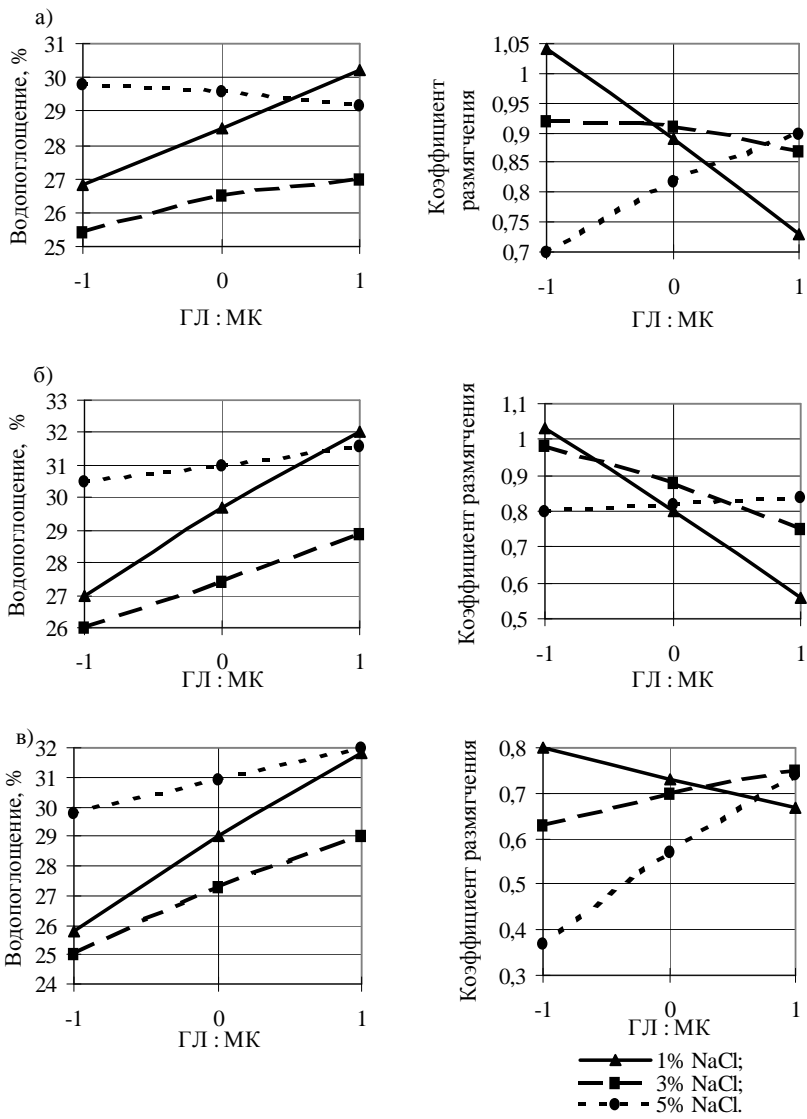 а)
Водопоглощение, %
31
30
29
28
27
26
25
-1 0 1
ГЛ : МК
Коэффициент
размягчения
1,05
1
0,95
0,9
0,85
0,8
0,75
0,7
-1 0 1
ГЛ : МК
б)
Водопоглощение, %
33
32
31
30
29
28
27
26
-1 0 1
ГЛ : МК
Коэффициент размягчения
1,1
1
0,9
0,8
0,7
0,6
0,5
-1 0 1
ГЛ : МК
в)
Водопоглощение, %
32
31
30
29
28
27
26
25
24
-1 0 1
ГЛ : МК
Коэффициент размягчения
0,8
0,7
0,6
0,5
0,4
0,3
-1 0 1
ГЛ : МК
1% NaCl;
3% NaCl;
5% NaCl.